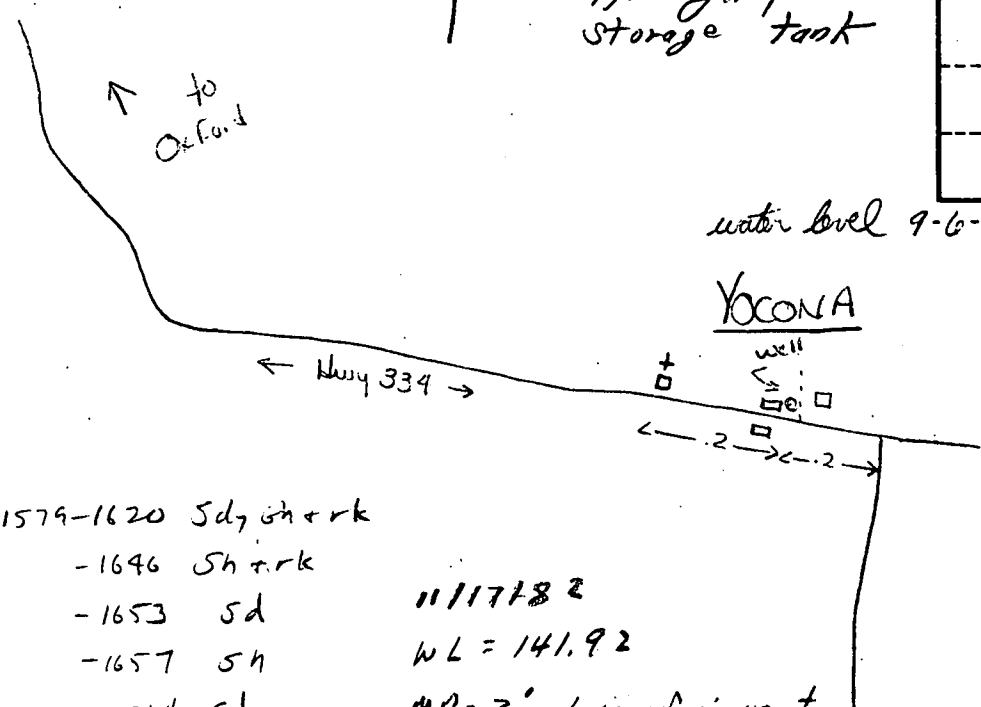 storage tank
↑ to
Oxford
water level 9-6-
YOCONA
well
← Hwy 334 →
.2
.2
1579-1620 Sdy sh + rk
-1646 Sh + rk
-1653 sd
-1657 sh
11/17/82
WL = 141.92